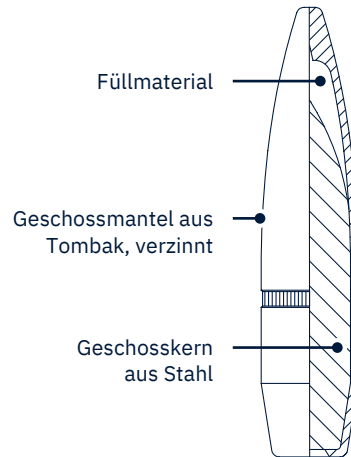 Füllmaterial
Geschossmantel aus
Tombak, verzinnt
Geschosskern
aus Stahl